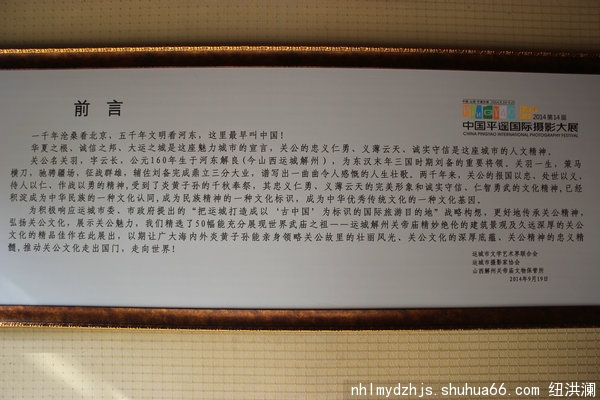 前 言
2014第14届
中国平遥国际摄影大展
CHINA PINGYAO INTERNATIONAL PHOTOGRAPHY FESTIVAL
一千年沧桑看北京，五千年文明看河东，这里最早叫中国！
华夏之根、诚信之邦、大运之城是这座魅力城市的宣言，关公的忠义仁勇、义薄云天、诚实守信是这座城市的人文精神。
关公名关羽，字云长，公元160年生于河东解良（今山西运城解州），为东汉末年三国时期刘备的重要将领。关羽一生，策马
横刀，驰骋疆场，征战群雄，辅佐刘备完成鼎立三分大业，谱写出一曲曲令人感慨的人生壮歌。两千年来，关公的报国以忠、处世以义、
待人以仁、作战以勇的精神，受到了炎黄子孙的千秋奉祭，其忠义仁勇、义薄云天的完美形象和诚实守信、仁智勇武的文化精神，已经
积淀成为中华民族的一种文化认同，成为民族精神的一种文化标识，成为中华优秀传统文化的一种文化基因。
为积极响应运城市委、市政府提出的“把运城打造成以‘古中国’为标识的国际旅游目的地”战略构想，更好地传承关公精神，
弘扬关公文化，展示关公魅力，我们精选了50幅能充分展现世界武庙之祖——运城解州关帝庙精妙绝伦的建筑景观及久远深厚的关公
文化的精品佳作在此展出，以期让广大海内外炎黄子孙能亲身领略关公故里的壮丽风光、关公文化的深厚底蕴、关公精神的忠义精
髓，推动关公文化走出国门，走向世界！
运城市文学艺术界联合会
运城市摄影家协会
山西解州关帝庙文物保管所
2014年9月19日
nhlmydzhjs.shuhua66.com 纽洪澜